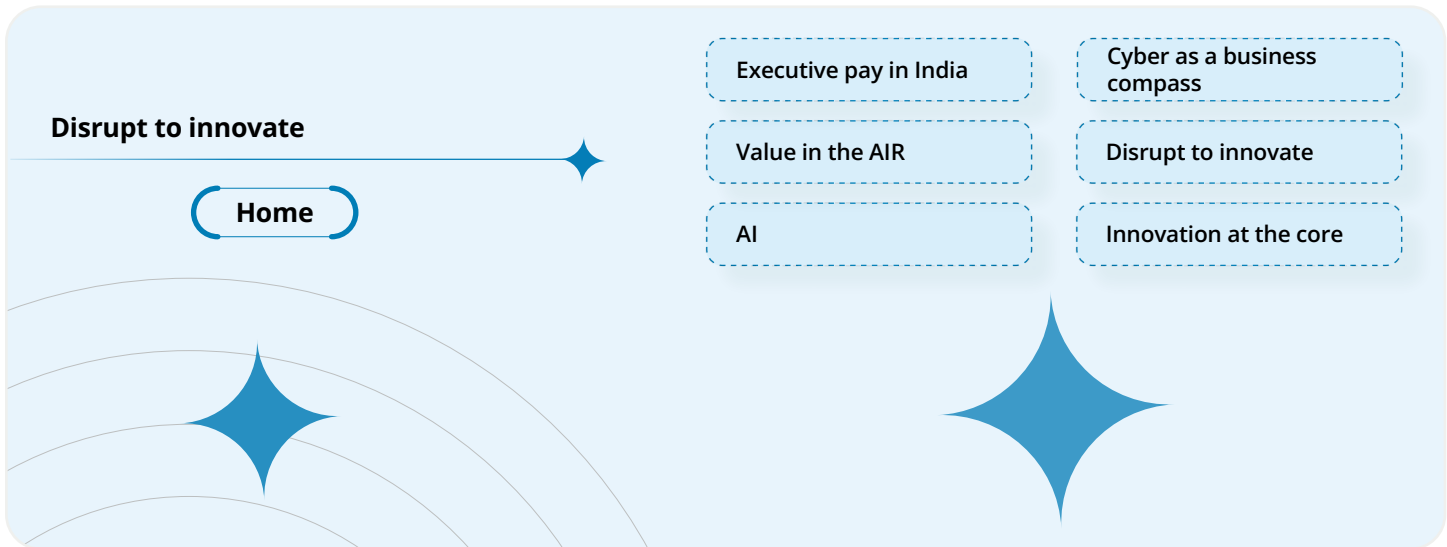 Disrupt to innovate
Home
Executive pay in India
Cyber as a business
compass
Value in the AIR
Disrupt to innovate
AI
Innovation at the core